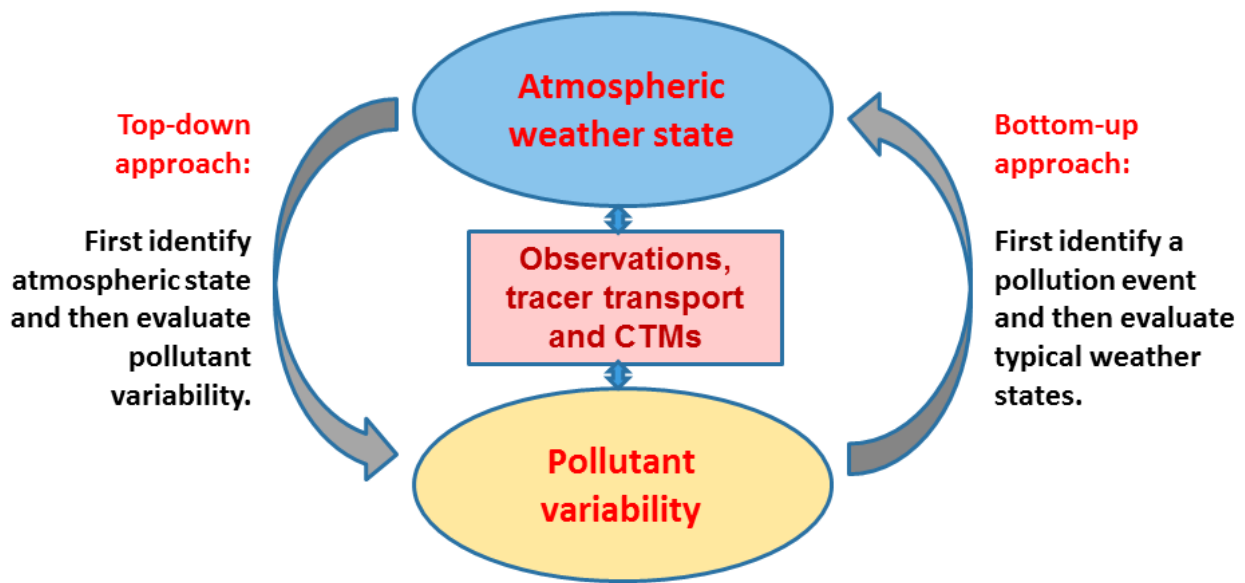 Atmospheric
weather state
Top-down
approach:
First identify
atmospheric state
and then evaluate
pollutant
variability.
Observations,
tracer transport
and CTMs
Bottom-up
approach:
First identify a
pollution event
and then evaluate
typical weather
states.
Pollutant
variability